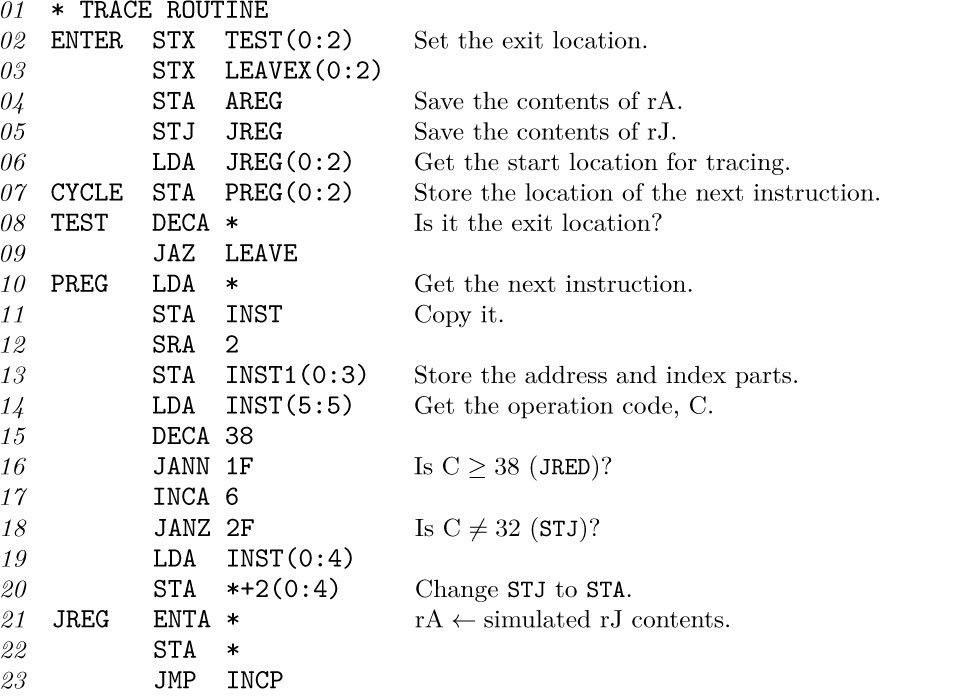 01 * TRACE ROUTINE
02 ENTER STX TEST(0:2) Set the exit location.
03 STX LEAVEX(0:2)
04 STA AREG Save the contents of rA.
05 STJ JREG Save the contents of rJ.
06 LDA JREG(0:2) Get the start location for tracing.
07 CYCLE STA PREG(0:2) Store the location of the next instruction.
08 TEST DECA * Is it the exit location?
09 JAZ LEAVE
10 PREG LDA * Get the next instruction.
11 STA INST Copy it.
12 SRA 2
13 STA INST1(0:3) Store the address and index parts.
14 LDA INST(5:5) Get the operation code, C.
15 DECA 38
16 JANN 1F Is C ≥ 38 (JRED)?
17 INCA 6
18 JANZ 2F Is C ≠ 32 (STJ)?
19 LDA INST(0:4)
20 STA *+2(0:4) Change STJ to STA.
21 JREG ENTA * rA ← simulated rJ contents.
22 STA *
23 JMP INCP